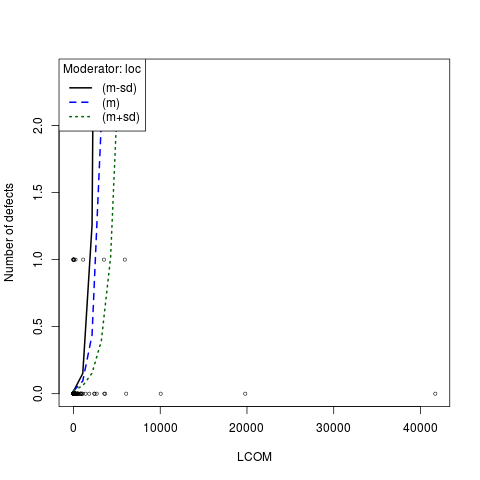 Moderator: loc
(m-sd)
(m)
(m+sd)
Number of defects
2.0
1.5
1.0
0.5
0.0
0 10000 20000 30000 40000
LCOM